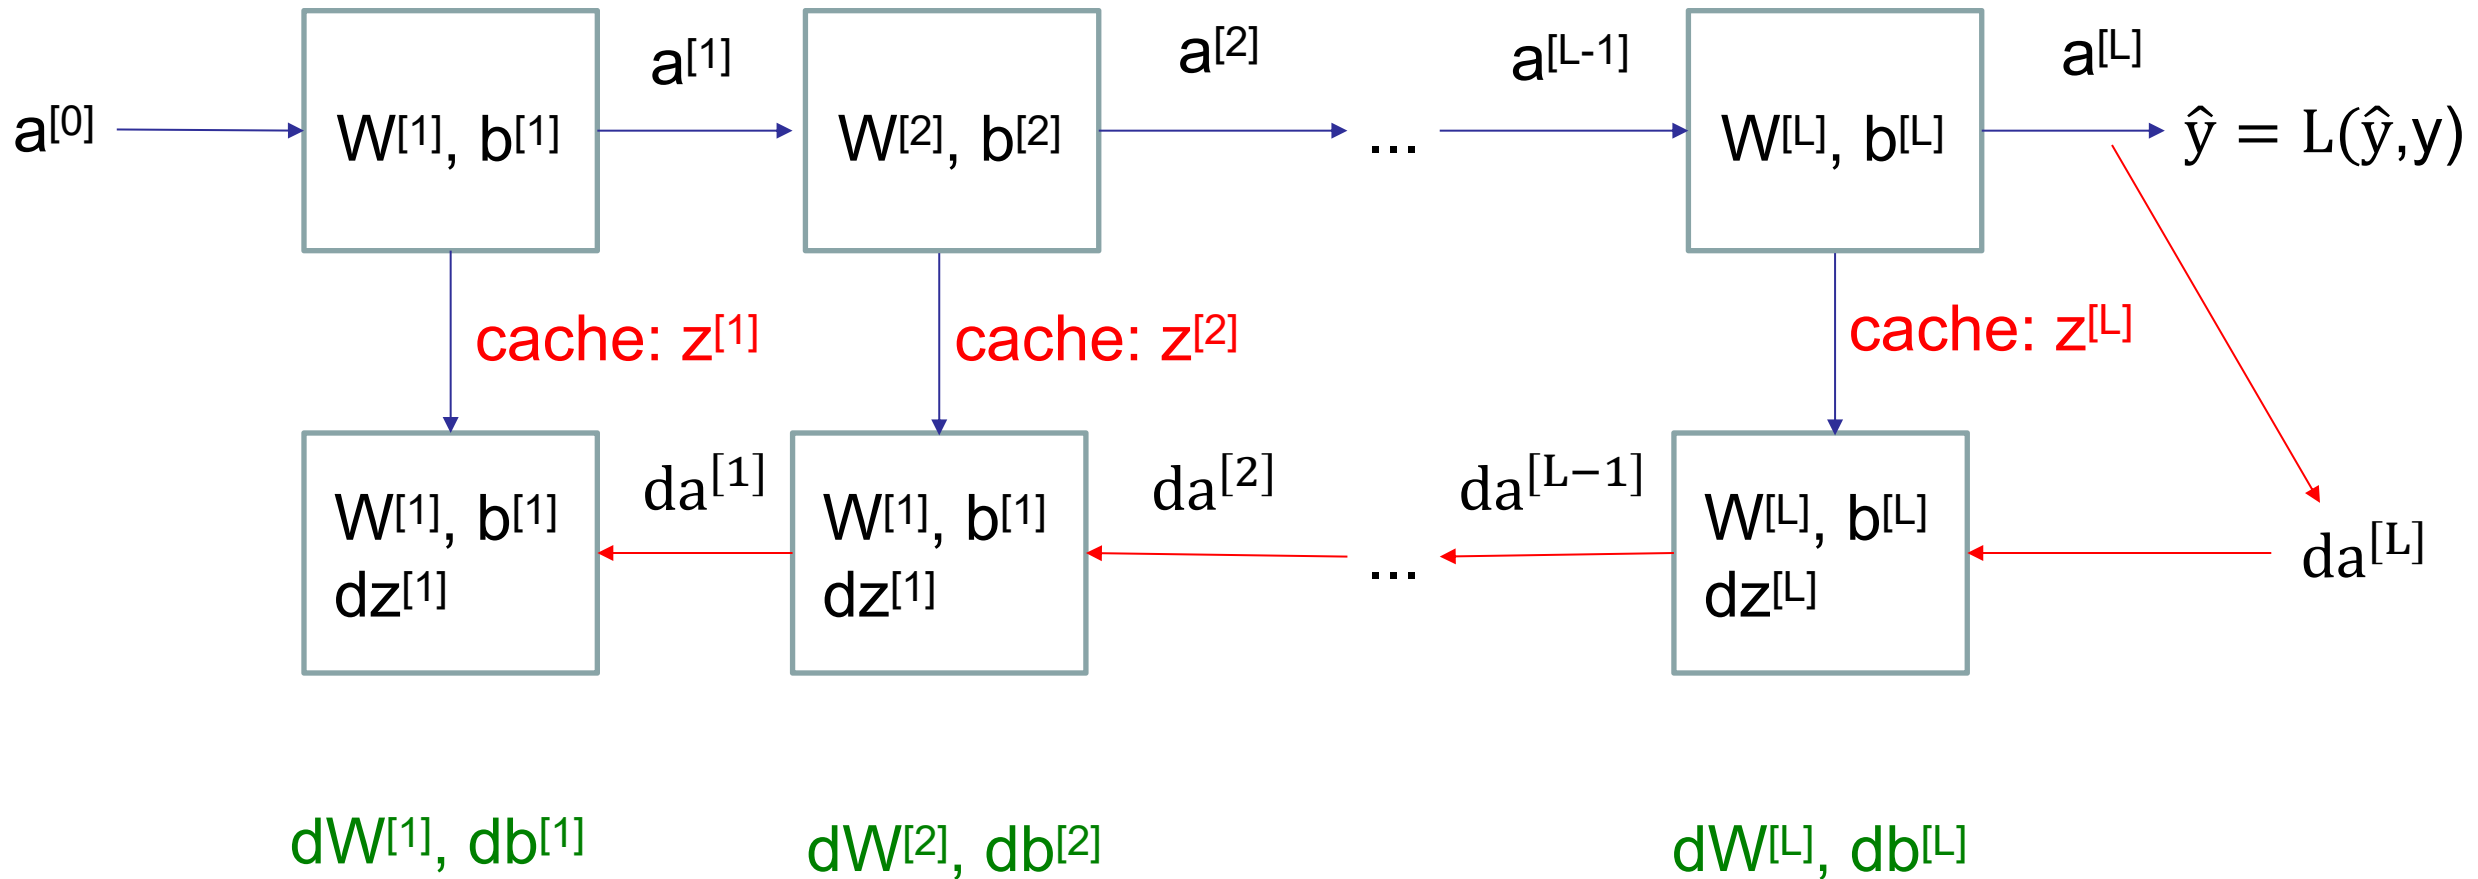 a[0]
W[1], b[1]
a[1]
W[2], b[2]
a[2]
...
a[L-1]
W[L], b[L]
a[L]
ŷ = L(ŷ,y)
cache: z[1]
cache: z[2]
cache: z[L]
W[1], b[1]
dz[1]
da[1]
W[1], b[1]
dz[1]
da[2]
...
da[L−1]
W[L], b[L]
dz[L]
da[L]
dW[1], db[1]
dW[2], db[2]
dW[L], db[L]